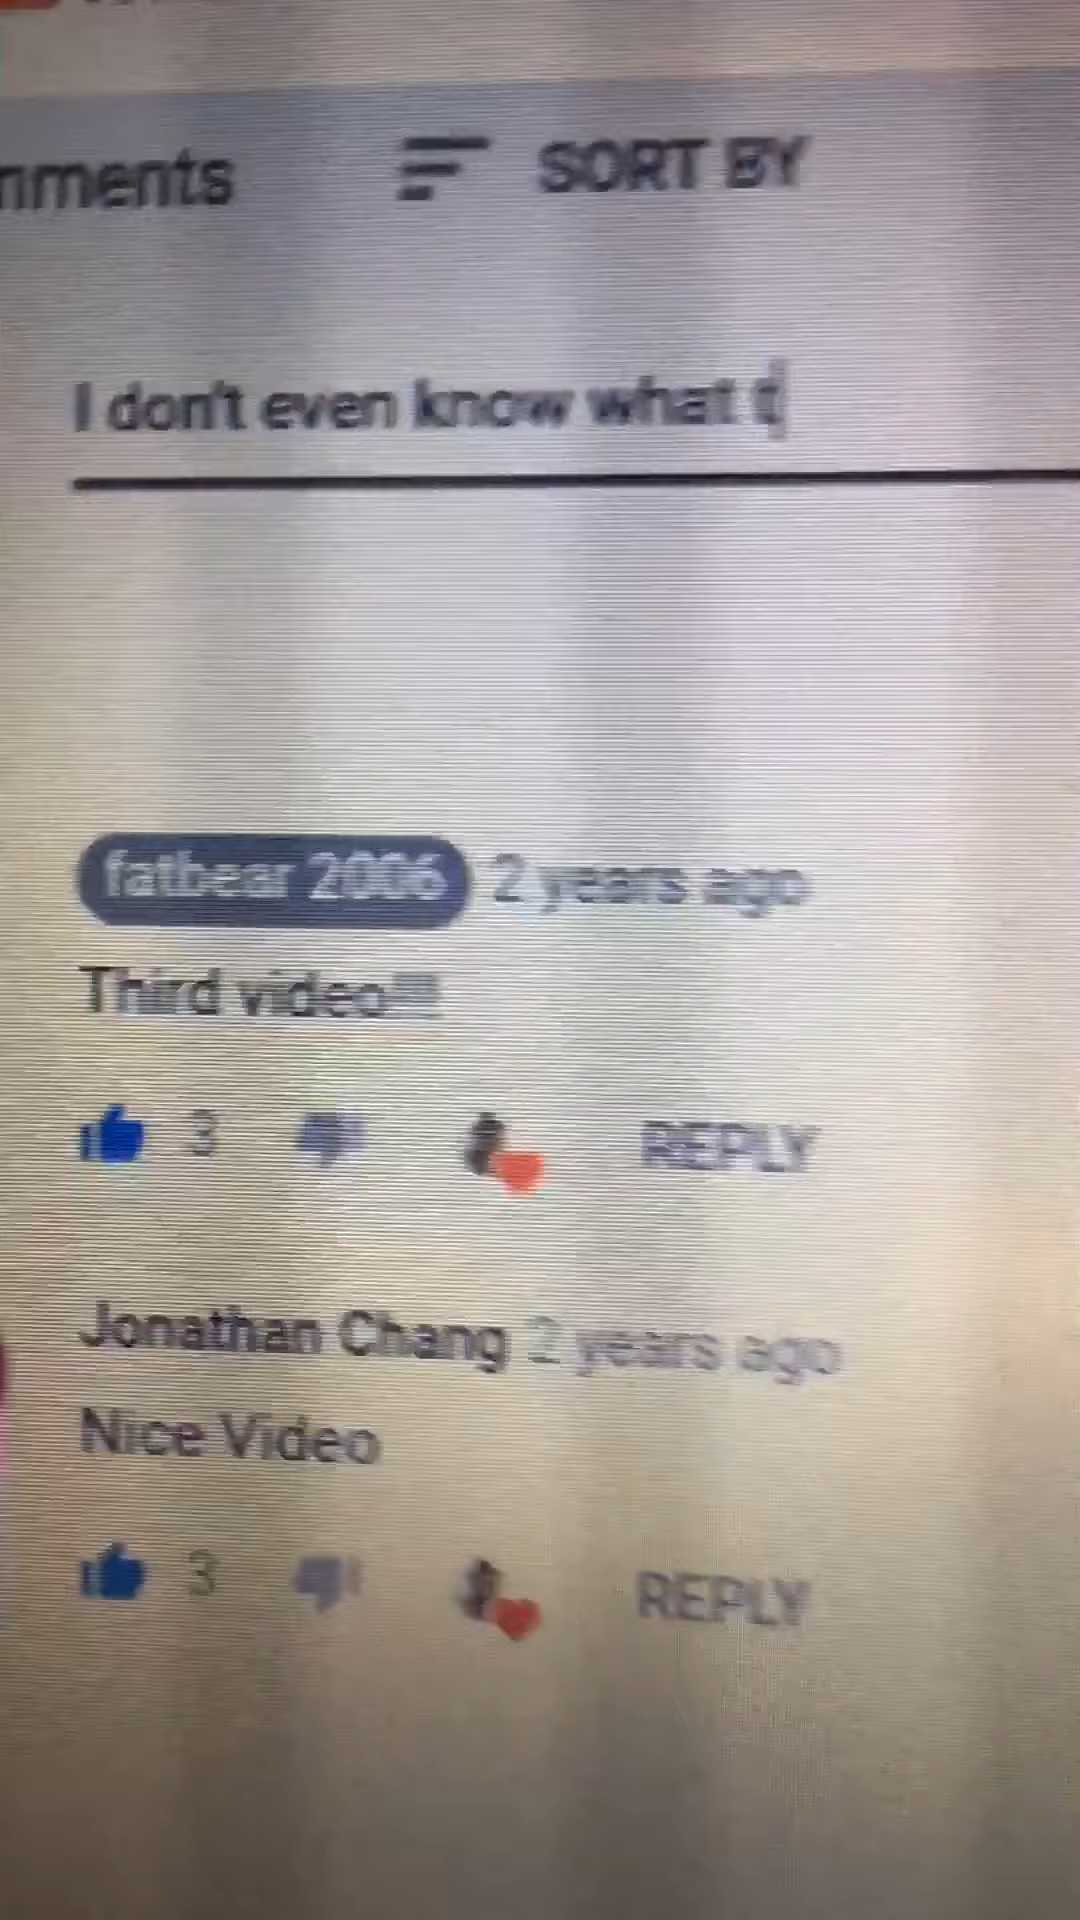 mments SORT BY
I don't even know what t
fatbear 2006 2 years ago
Third video!!!
3 REPLY
Jonathan Chang 2 years ago
Nice Video
3 REPLY